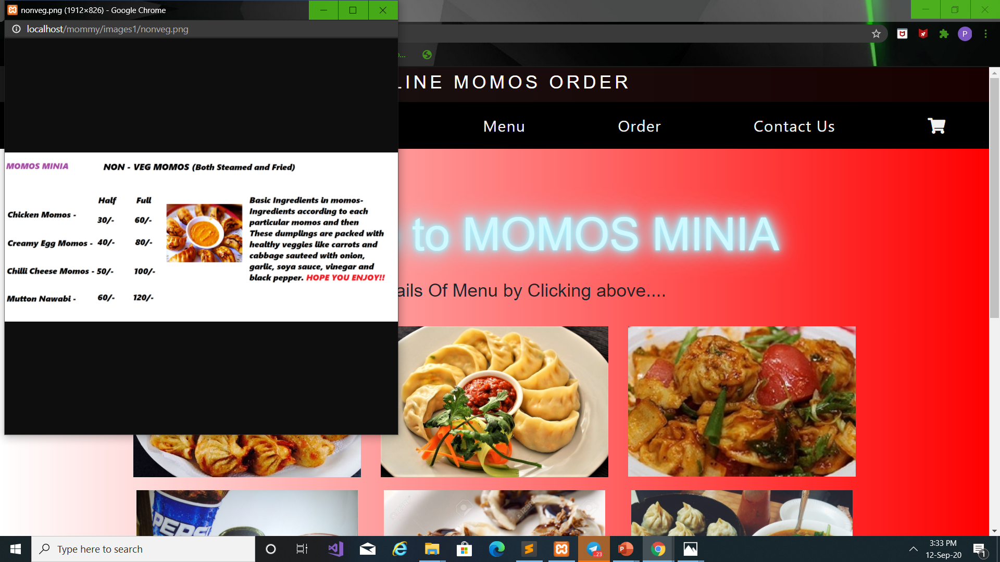 nonveg.png (1912×826) - Google Chrome
localhost/mommy/images1/nonveg.png
P
LINE MOMOS ORDER
Menu
Order
Contact Us
MOMOS MINIA
NON - VEG MOMOS (Both Steamed and Fried)
Half Full
Chicken Momos - 30/- 60/-
Creamy Egg Momos - 40/- 80/-
Chilli Cheese Momos - 50/- 100/-
Mutton Nawabi - 60/- 120/-
Basic Ingredients in momos-
Ingredients according to each
particular momos and then
These dumplings are packed with
healthy veggies like carrots and
cabbage sauteed with onion,
garlic, soya sauce, vinegar and
black pepper. HOPE YOU ENJOY!!
to MOMOS MINIA
ails Of Menu by Clicking above....
PEPS
123RF
Type here to search
..23
3:33 PM
12-Sep-20
1